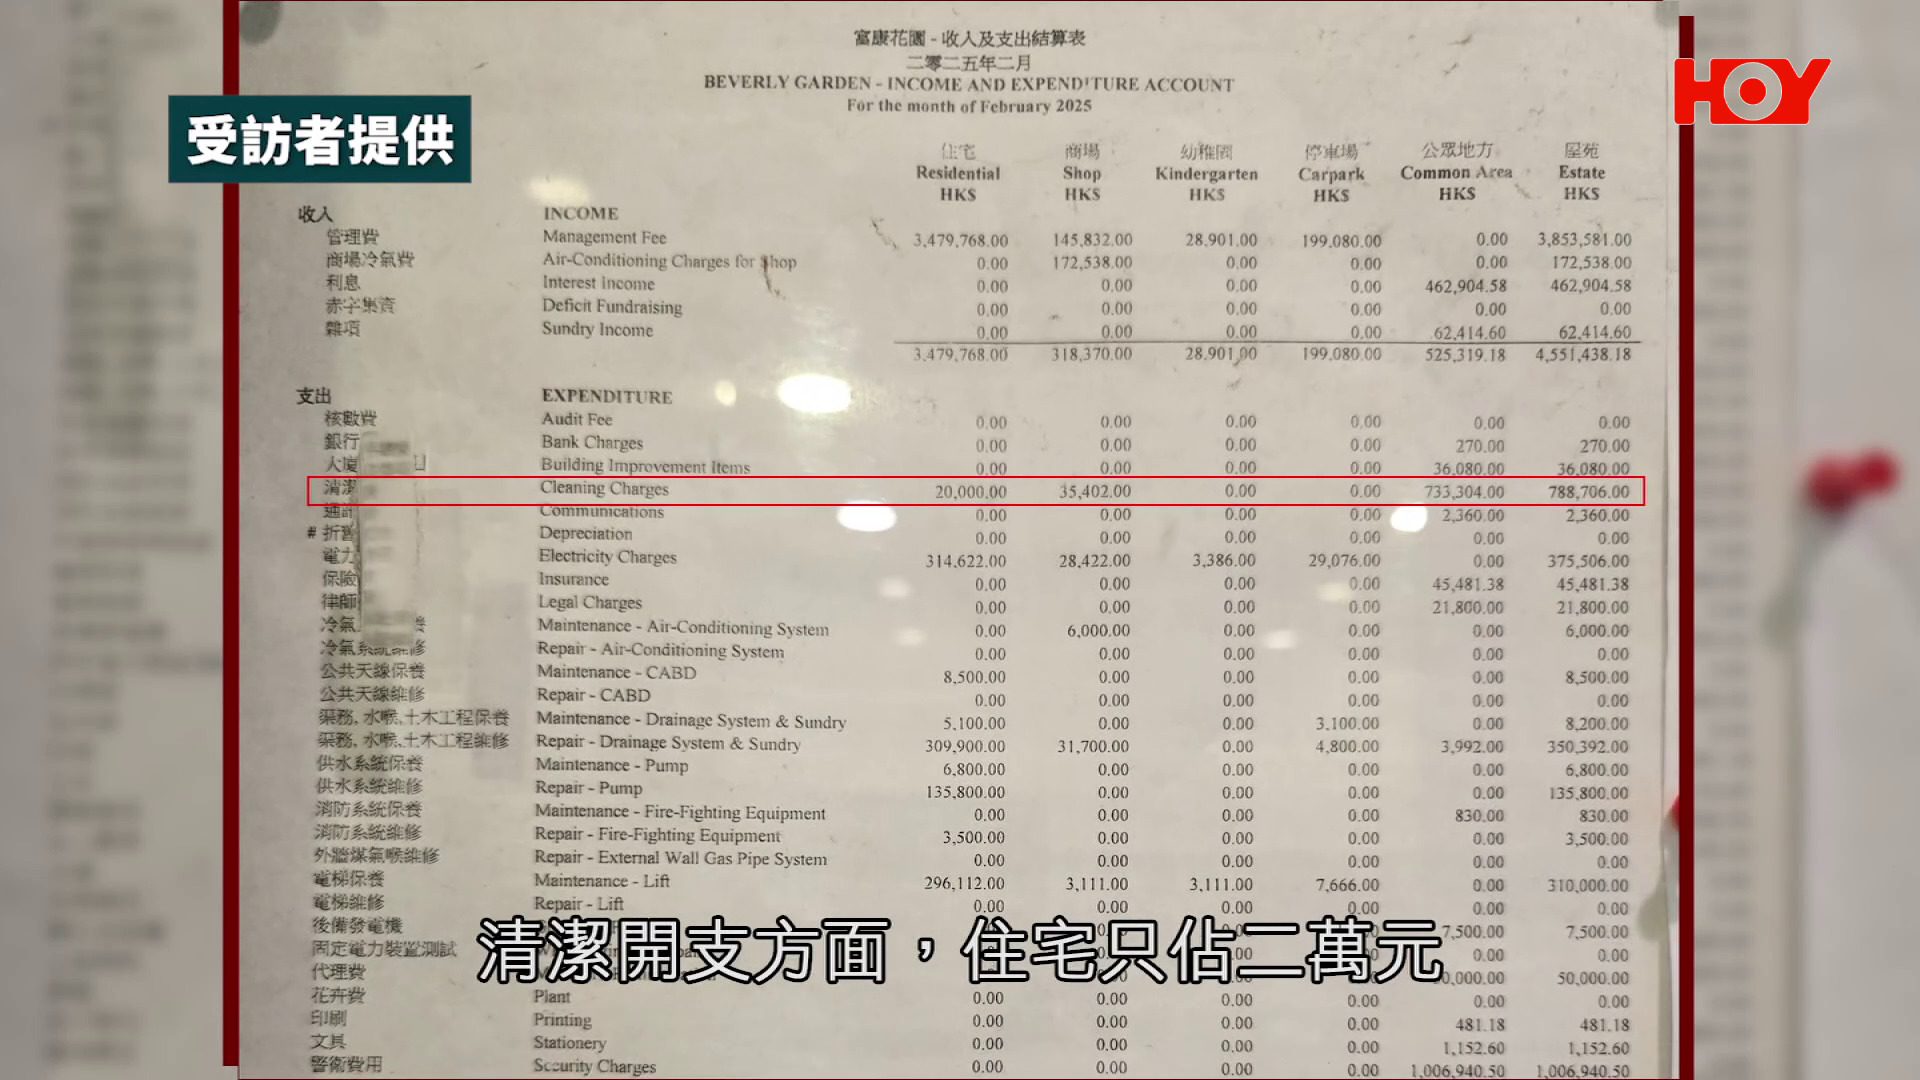 富康花園 - 收入及支出結算表
二零二五年二月
BEVERLY GARDEN - INCOME AND EXPENDITURE ACCOUNT
For the month of February 2025
HOY
受訪者提供
住宅 商場 幼稚園 停車場 公眾地方 屋苑
Residential Shop Kindergarten Carpark Common Area Estate
HK$ HK$ HK$ HK$ HK$ HK$
收入 INCOME
管理費 Management Fee 3,479,768.00 145,832.00 28,901.00 199,080.00 0.00 3,853,581.00
商場冷氣費 Air-Conditioning Charges for Shop 0.00 172,538.00 0.00 0.00 0.00 172,538.00
利息 Interest Income 0.00 0.00 0.00 0.00 462,904.58 462,904.58
赤字集資 Deficit Fundraising 0.00 0.00 0.00 0.00 0.00 0.00
雜項 Sundry Income 0.00 0.00 0.00 0.00 62,414.60 62,414.60
3,479,768.00 318,370.00 28,901.00 199,080.00 525,319.18 4,551,438.18
支出 EXPENDITURE
核數費 Audit Fee 0.00 0.00 0.00 0.00 0.00 0.00
銀行 Bank Charges 0.00 0.00 0.00 0.00 270.00 270.00
大廈 Building Improvement Items 0.00 0.00 0.00 0.00 36,080.00 36,080.00
清潔 Cleaning Charges 20,000.00 35,402.00 0.00 0.00 733,304.00 788,706.00
通訊 Communications 0.00 0.00 0.00 0.00 2,360.00 2,360.00
# 折舊 Depreciation 0.00 0.00 0.00 0.00 0.00 0.00
電力 Electricity Charges 314,622.00 28,422.00 3,386.00 29,076.00 0.00 375,506.00
保險 Insurance 0.00 0.00 0.00 0.00 45,481.38 45,481.38
律師 Legal Charges 0.00 0.00 0.00 0.00 21,800.00 21,800.00
冷氣 養 Maintenance - Air-Conditioning System 0.00 6,000.00 0.00 0.00 0.00 6,000.00
冷氣系統維修 Repair - Air-Conditioning System 0.00 0.00 0.00 0.00 0.00 0.00
公共天線保養 Maintenance - CABD 8,500.00 0.00 0.00 0.00 0.00 8,500.00
公共天線維修 Repair - CABD 0.00 0.00 0.00 0.00 0.00 0.00
渠務, 水喉, 土木工程保養 Maintenance - Drainage System & Sundry 5,100.00 0.00 0.00 3,100.00 0.00 8,200.00
渠務, 水喉, 土木工程維修 Repair - Drainage System & Sundry 309,900.00 31,700.00 0.00 4,800.00 3,992.00 350,392.00
供水系統保養 Maintenance - Pump 6,800.00 0.00 0.00 0.00 0.00 6,800.00
供水系統維修 Repair - Pump 135,800.00 0.00 0.00 0.00 0.00 135,800.00
消防系統保養 Maintenance - Fire-Fighting Equipment 0.00 0.00 0.00 0.00 830.00 830.00
消防系統維修 Repair - Fire-Fighting Equipment 3,500.00 0.00 0.00 0.00 0.00 3,500.00
外牆煤氣喉維修 Repair - External Wall Gas Pipe System 0.00 0.00 0.00 0.00 0.00 0.00
電梯保養 Maintenance - Lift 296,112.00 3,111.00 3,111.00 7,666.00 0.00 310,000.00
電梯維修 Repair - Lift 0.00 0.00 0.00 0.00 0.00 0.00
後備發電機 7,500.00 7,500.00
固定電力裝置測試 0.00 0.00
代理費 50,000.00
花卉費 Plant 0.00 0.00 0.00 0.00 0.00 0.00
印刷 Printing 0.00 0.00 0.00 0.00 481.18 481.18
文具 Stationery 0.00 0.00 0.00 0.00 1,152.60 1,152.60
警衛費用 Security Charges 0.00 0.00 0.00 0.00 1,006,940.50 1,006,940.50
清潔開支方面，住宅只佔二萬元